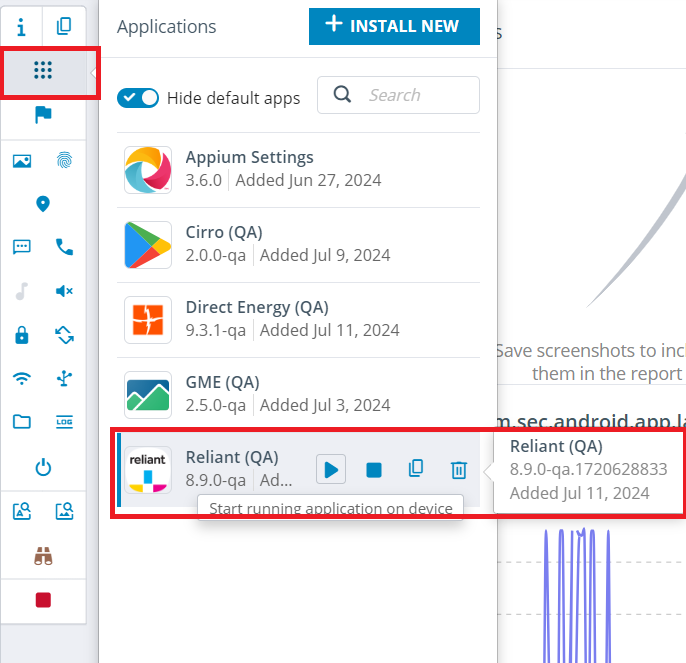 Applications
INSTALL NEW
s
Hide default apps
Search
Appium Settings
3.6.0 Added Jun 27, 2024
Cirro (QA)
2.0.0-qa Added Jul 9, 2024
Direct Energy (QA)
9.3.1-qa Added Jul 11, 2024
GME (QA)
2.5.0-qa Added Jul 3, 2024
Save screenshots to incl
them in the report
m.sec.android.app.la
reliant
Reliant (QA)
8.9.0-qa Ad...
Start running application on device
Reliant (QA)
8.9.0-qa.1720628833
Added Jul 11, 2024
LOG